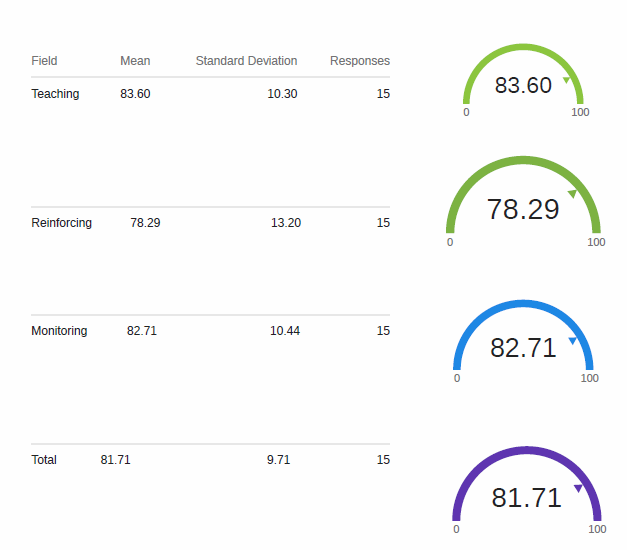 Field Mean Standard Deviation Responses
Teaching 83.60 10.30 15
83.60
0 100
Reinforcing 78.29 13.20 15
78.29
0 100
Monitoring 82.71 10.44 15
82.71
0 100
Total 81.71 9.71 15
81.71
0 100